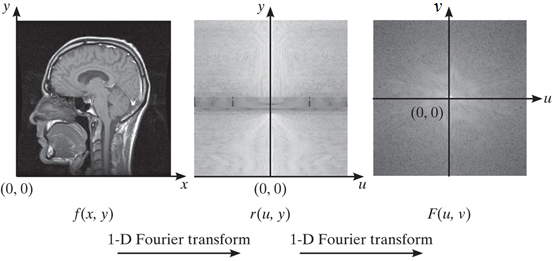 y
y
v
(0, 0)
u
(0, 0)
x
(0, 0)
u
f(x, y)
r(u, y)
F(u, v)
1-D Fourier transform
1-D Fourier transform